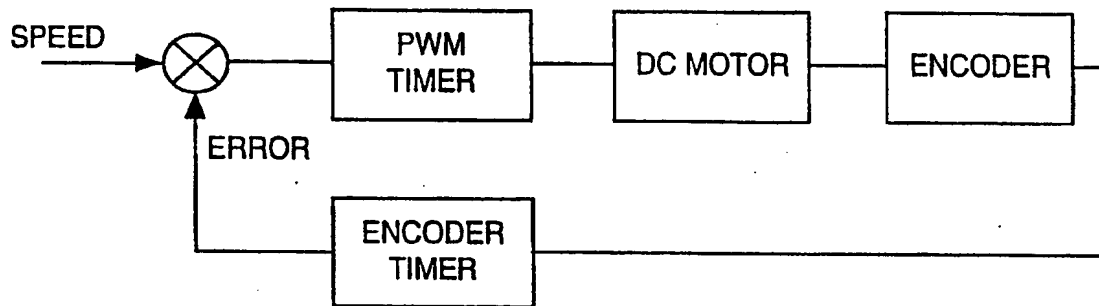 SPEED
PWM
TIMER
DC MOTOR
ENCODER
ERROR
ENCODER
TIMER